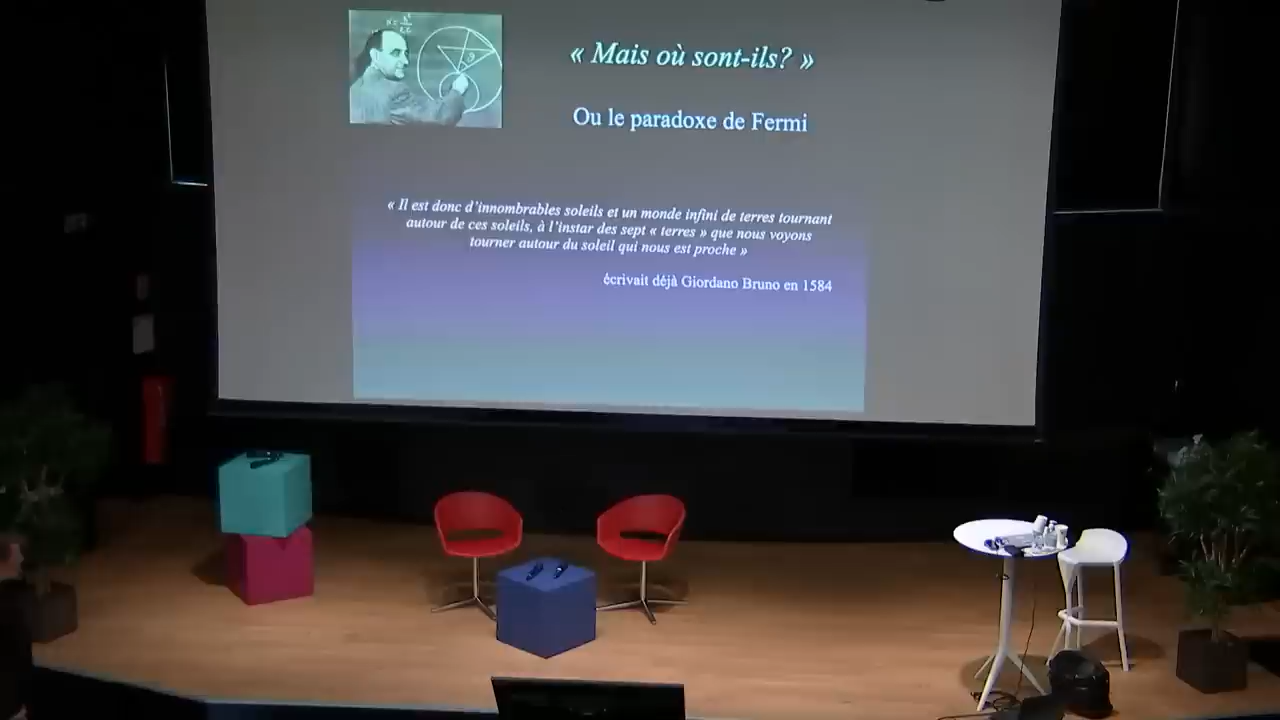 « Mais où sont-ils? »
Ou le paradoxe de Fermi
« Il est donc d'innombrables soleils et un monde infini de terres tournant
autour de ces soleils, à l'instar des sept « terres » que nous voyons
tourner autour du soleil qui nous est proche »
écrivait déjà Giordano Bruno en 1584